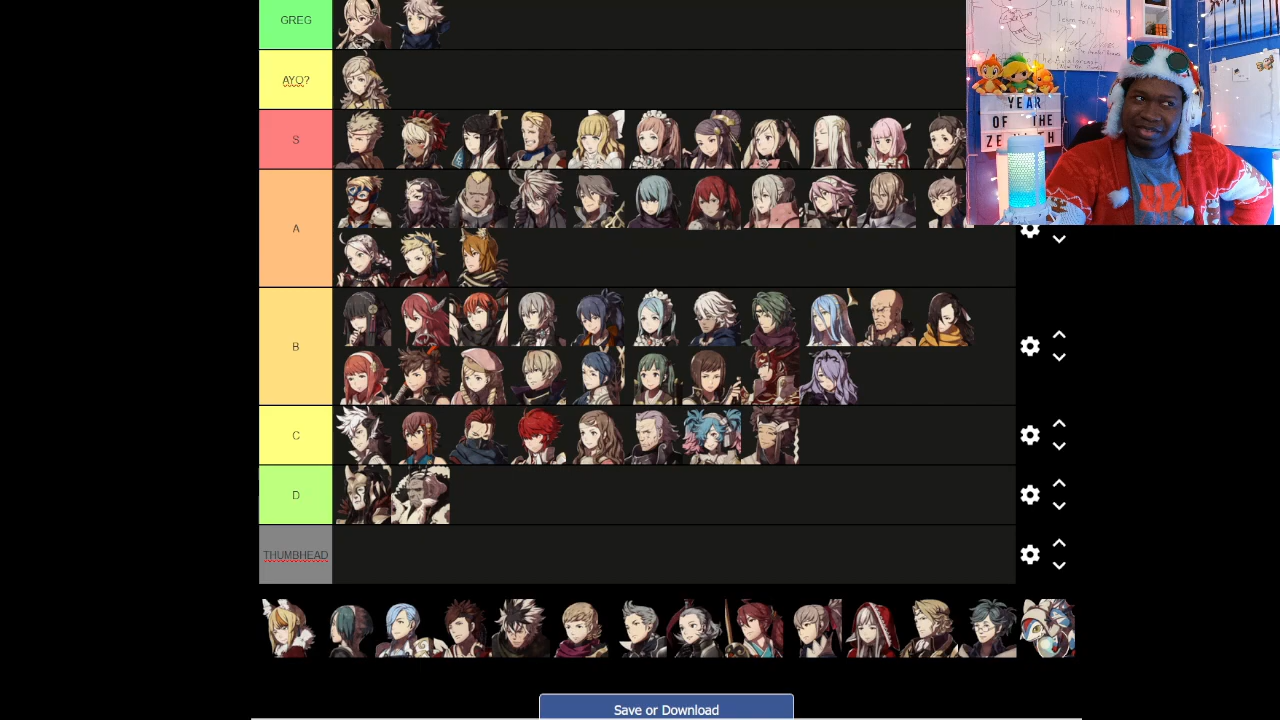 GREG
AYO?
S
A
B
C
D
THUMBHEAD
YEAR
OF THE
Save or Download